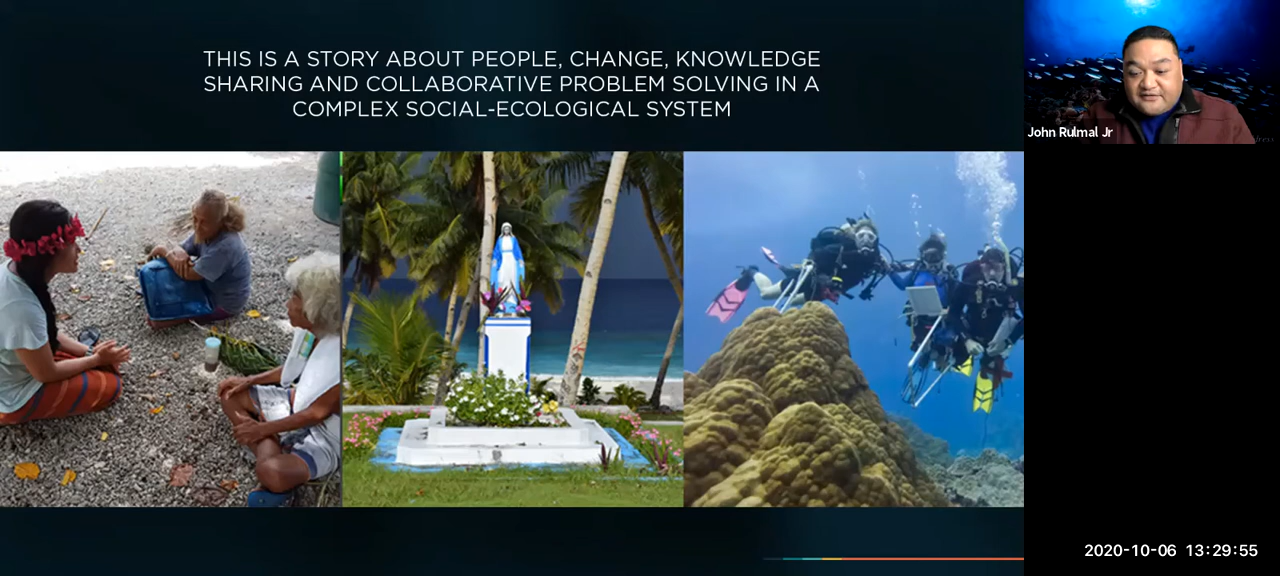 THIS IS A STORY ABOUT PEOPLE, CHANGE, KNOWLEDGE
SHARING AND COLLABORATIVE PROBLEM SOLVING IN A
COMPLEX SOCIAL-ECOLOGICAL SYSTEM
John Rulmal Jr
2020-10-06 13:29:55